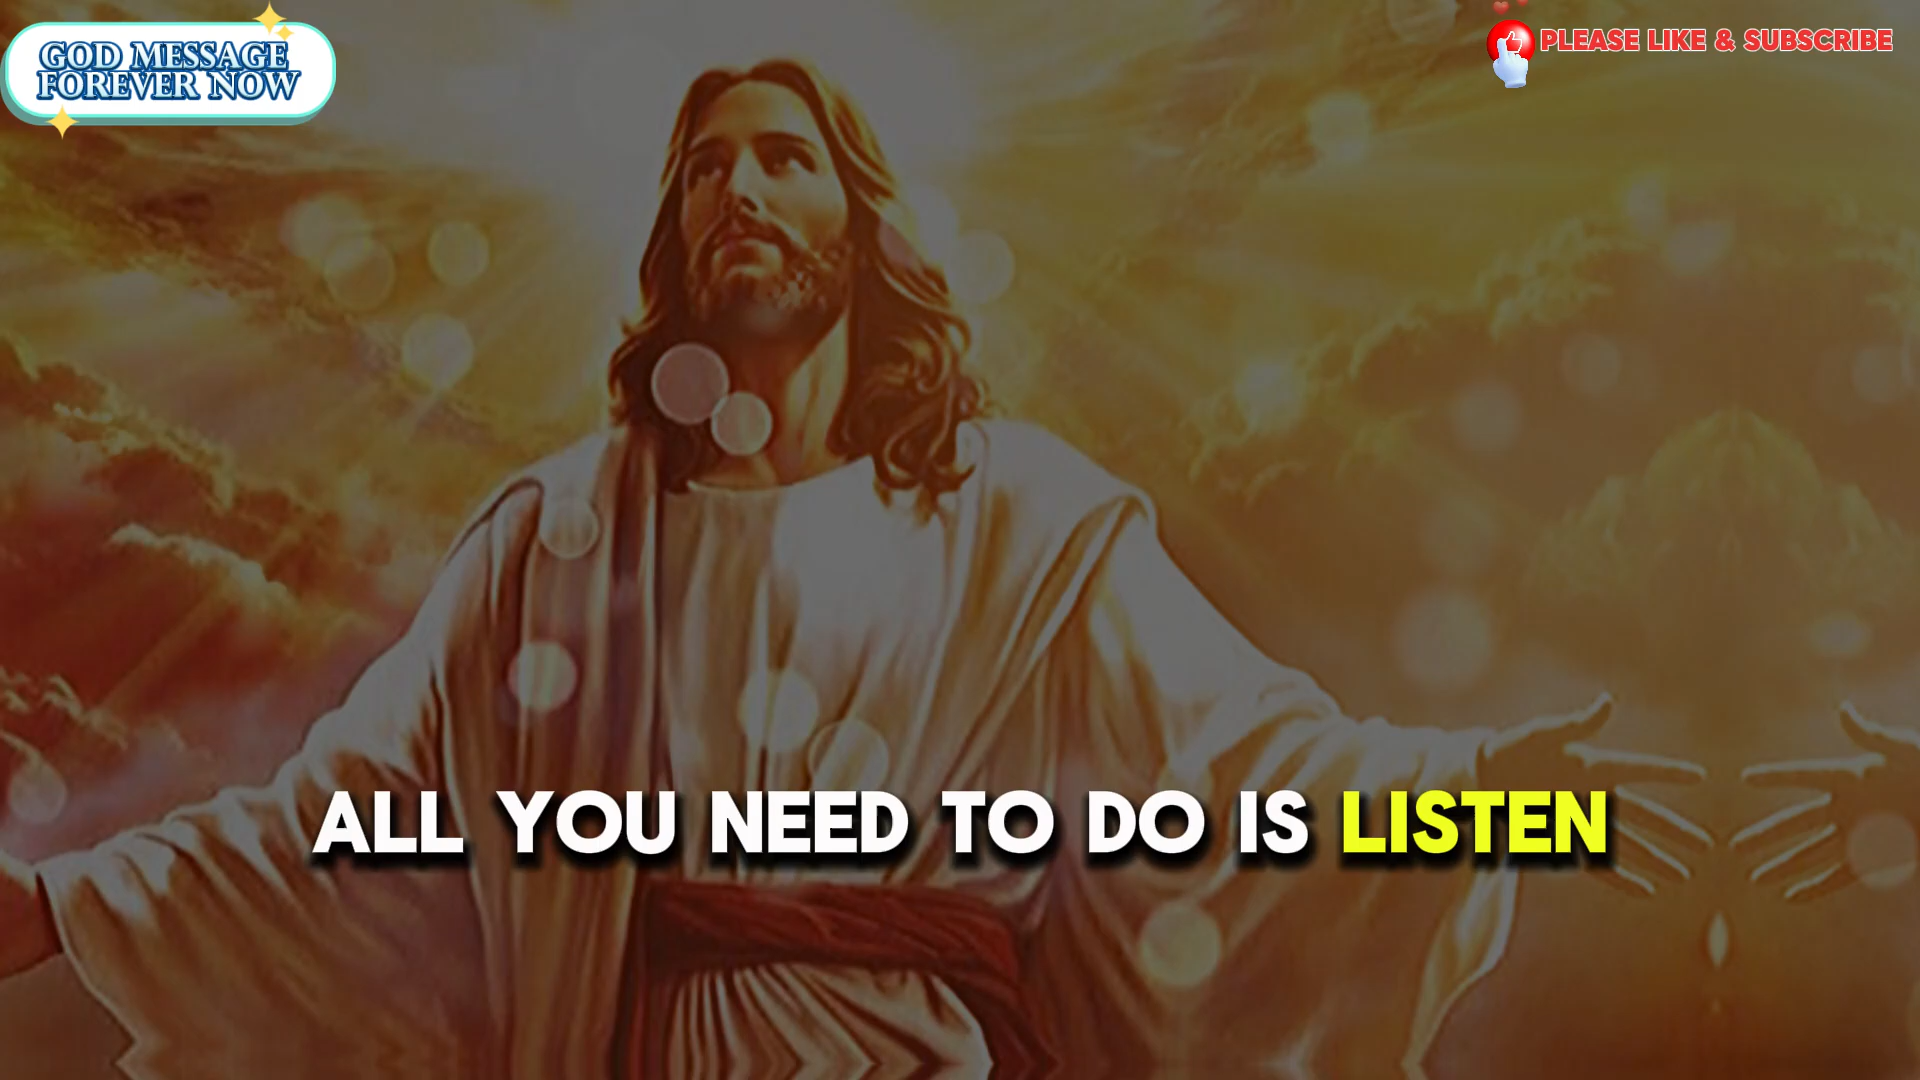 GOD MESSAGE
FOREVER NOW
PLEASE LIKE & SUBSCRIBE
ALL YOU NEED TO DO IS LISTEN